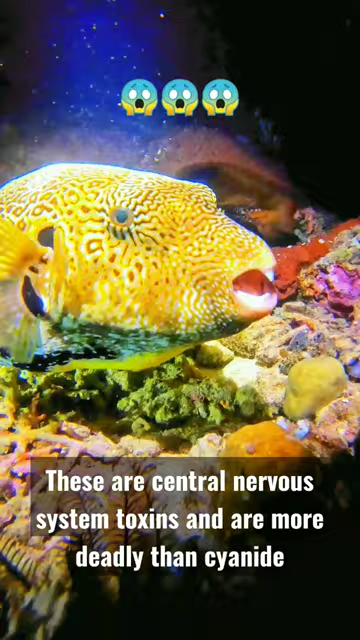 These are central nervous
system toxins and are more
deadly than cyanide